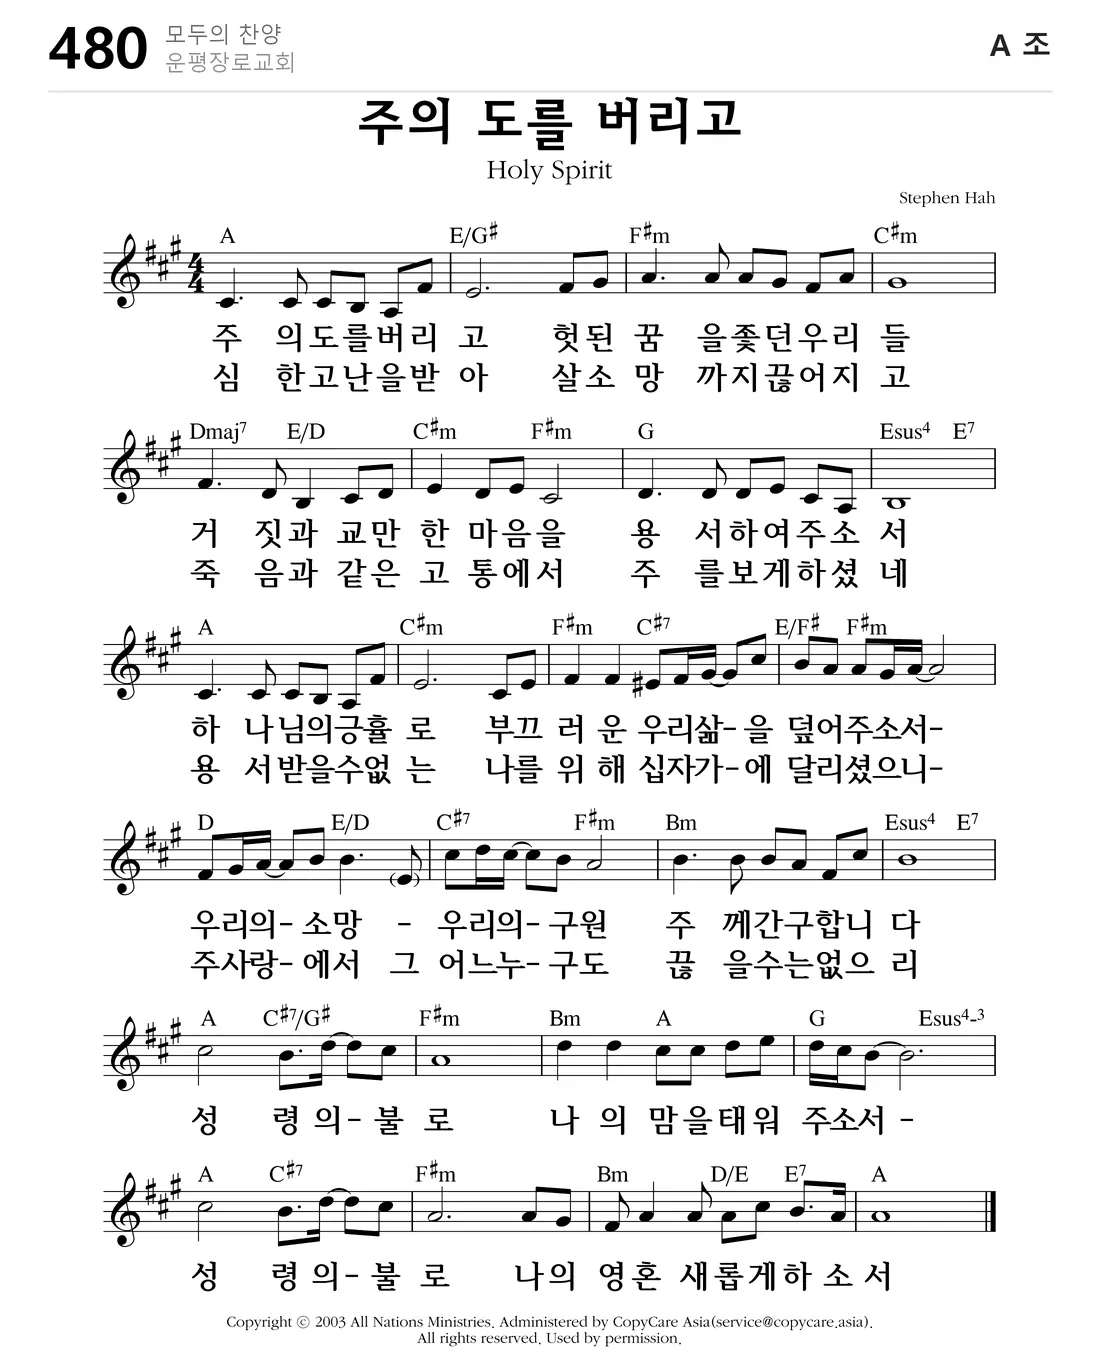 480 모두의 찬양
운평장로교회
A 조
주의 도를 버리고
Holy Spirit
Stephen Hah
A E/G# F#m C#m
주 의도를버리 고 헛된 꿈 을좇던우리 들
심 한고난을받 아 살소 망 까지끊어지 고
Dmaj7 E/D C#m F#m G Esus4 E7
거 짓과 교만 한 마음을 용 서하여주소 서
죽 음과 같은 고 통에서 주 를보게하셨 네
A C#m F#m C#7 E/F# F#m
하 나님의긍휼 로 부끄 러 운 우리삶- 을 덮어주소서-
용 서받을수없 는 나를 위 해 십자가-에 달리셨으니-
D E/D C#7 F#m Bm Esus4 E7
우리의- 소망 - 우리의- 구원 주 께간구합니 다
주사랑- 에서 그 어느누- 구도 끊 을수는없으 리
A C#7/G# F#m Bm A G Esus4-3
성 령 의- 불 로 나 의 맘을태워 주소서 -
A C#7 F#m Bm D/E E7 A
성 령 의- 불 로 나의 영혼 새롭게하 소 서
Copyright ⓒ 2003 All Nations Ministries. Administered by CopyCare Asia(service@copycare.asia).
All rights reserved. Used by permission.